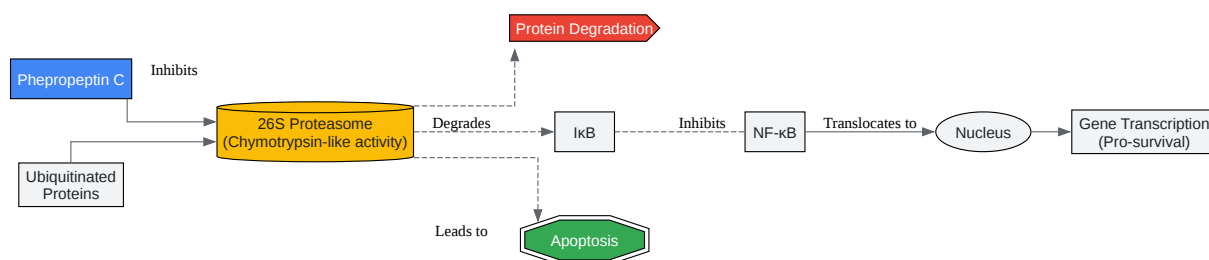 Protein Degradation
Phepropeptin C
Inhibits
26S Proteasome
(Chymotrypsin-like activity)
Degrades
IκB
Inhibits
NF-κB
Translocates to
Nucleus
Gene Transcription
(Pro-survival)
Ubiquitinated
Proteins
Leads to
Apoptosis